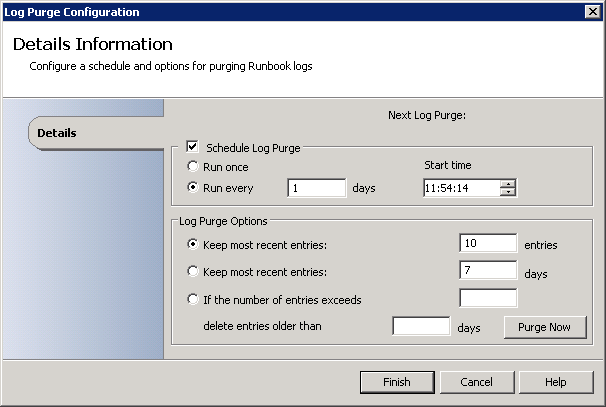 Log Purge Configuration
Details Information
Configure a schedule and options for purging Runbook logs
Details
Next Log Purge:
Schedule Log Purge
Run once
Start time
Run every 1 days 11:54:14
Log Purge Options
Keep most recent entries: 10 entries
Keep most recent entries: 7 days
If the number of entries exceeds
delete entries older than days Purge Now
Finish Cancel Help